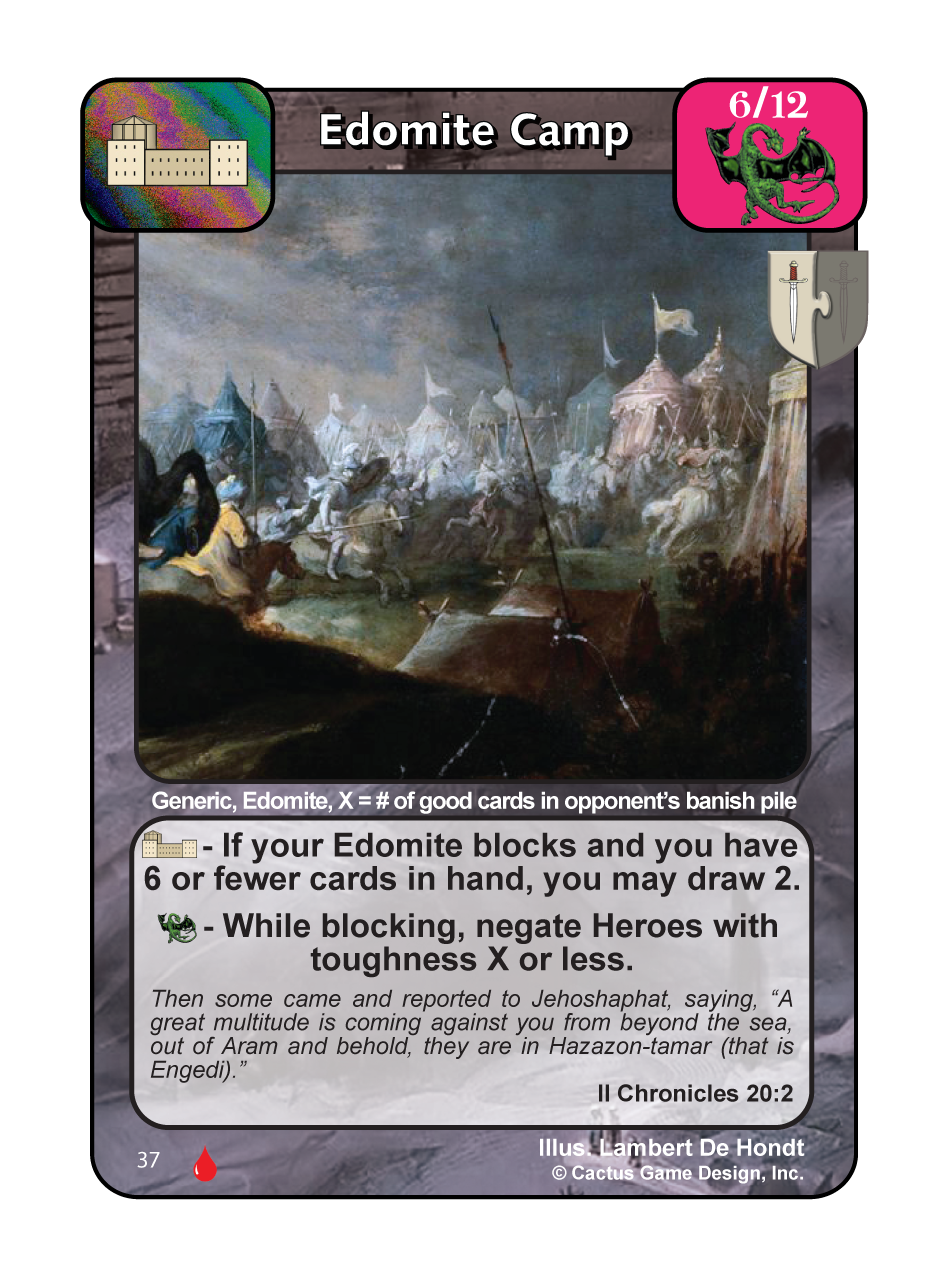 Edomite Camp
6/12
Generic, Edomite, X = # of good cards in opponent's banish pile
- If your Edomite blocks and you have
6 or fewer cards in hand, you may draw 2.
- While blocking, negate Heroes with
toughness X or less.
Then some came and reported to Jehoshaphat, saying, “A
great multitude is coming against you from beyond the sea,
out of Aram and behold, they are in Hazazon-tamar (that is
Engedi).”
II Chronicles 20:2
37
Illus. Lambert De Hondt
© Cactus Game Design, Inc.